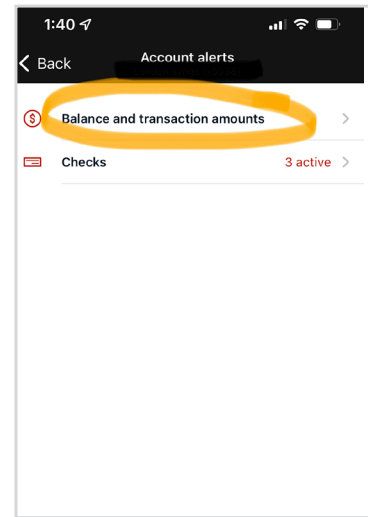 1:40
Back
Account alerts
Balance and transaction amounts
Checks
3 active